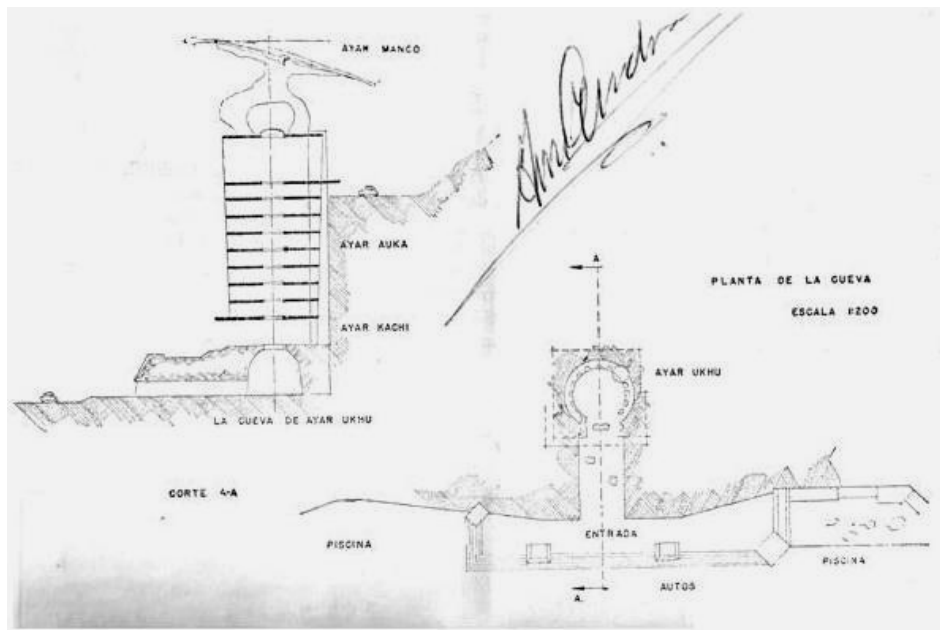 AYAR MANCO
AYAR AUKA
AYAR KACHI
LA CUEVA DE AYAR UKHU
CORTE 4-A
A
PLANTA DE LA CUEVA
ESCALA 1:200
AYAR UKHU
PISCINA
ENTRADA
PISCINA
A.
AUTOS